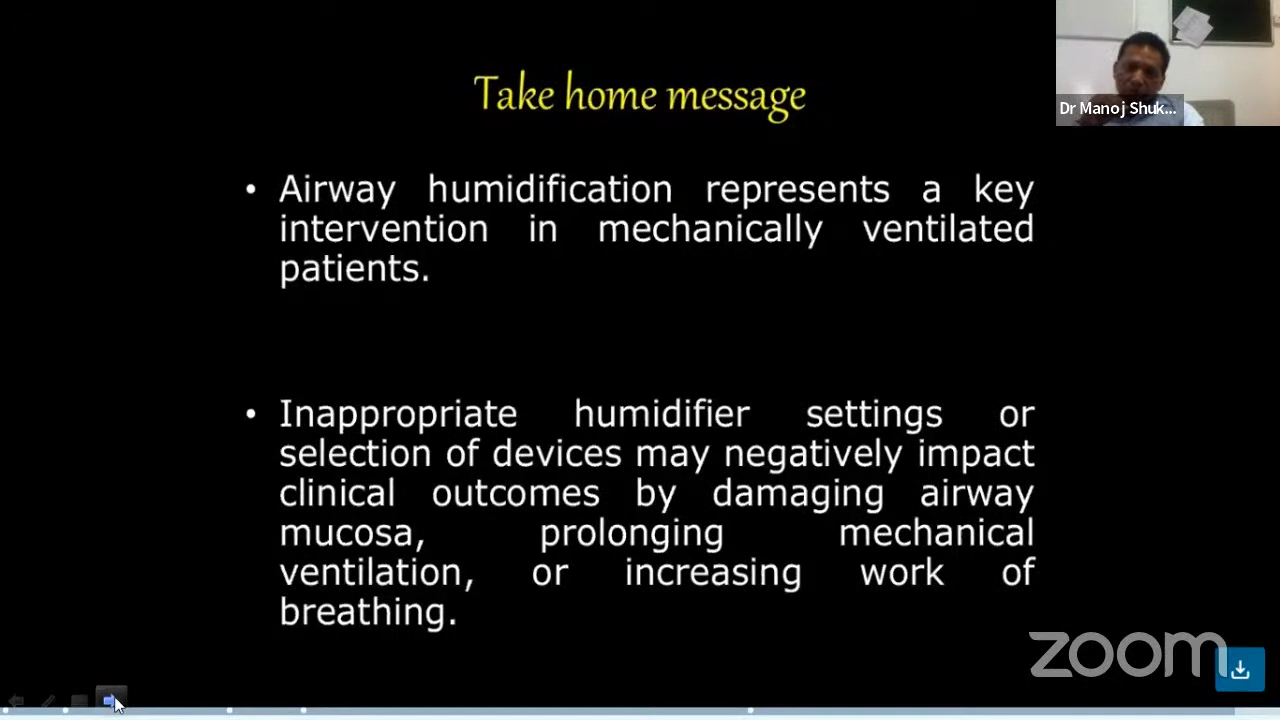 Take home message
Dr Manoj Shuk...
• Airway humidification represents a key
intervention in mechanically ventilated
patients.
• Inappropriate humidifier settings or
selection of devices may negatively impact
clinical outcomes by damaging airway
mucosa, prolonging mechanical
ventilation, or increasing work of
breathing.
zoom